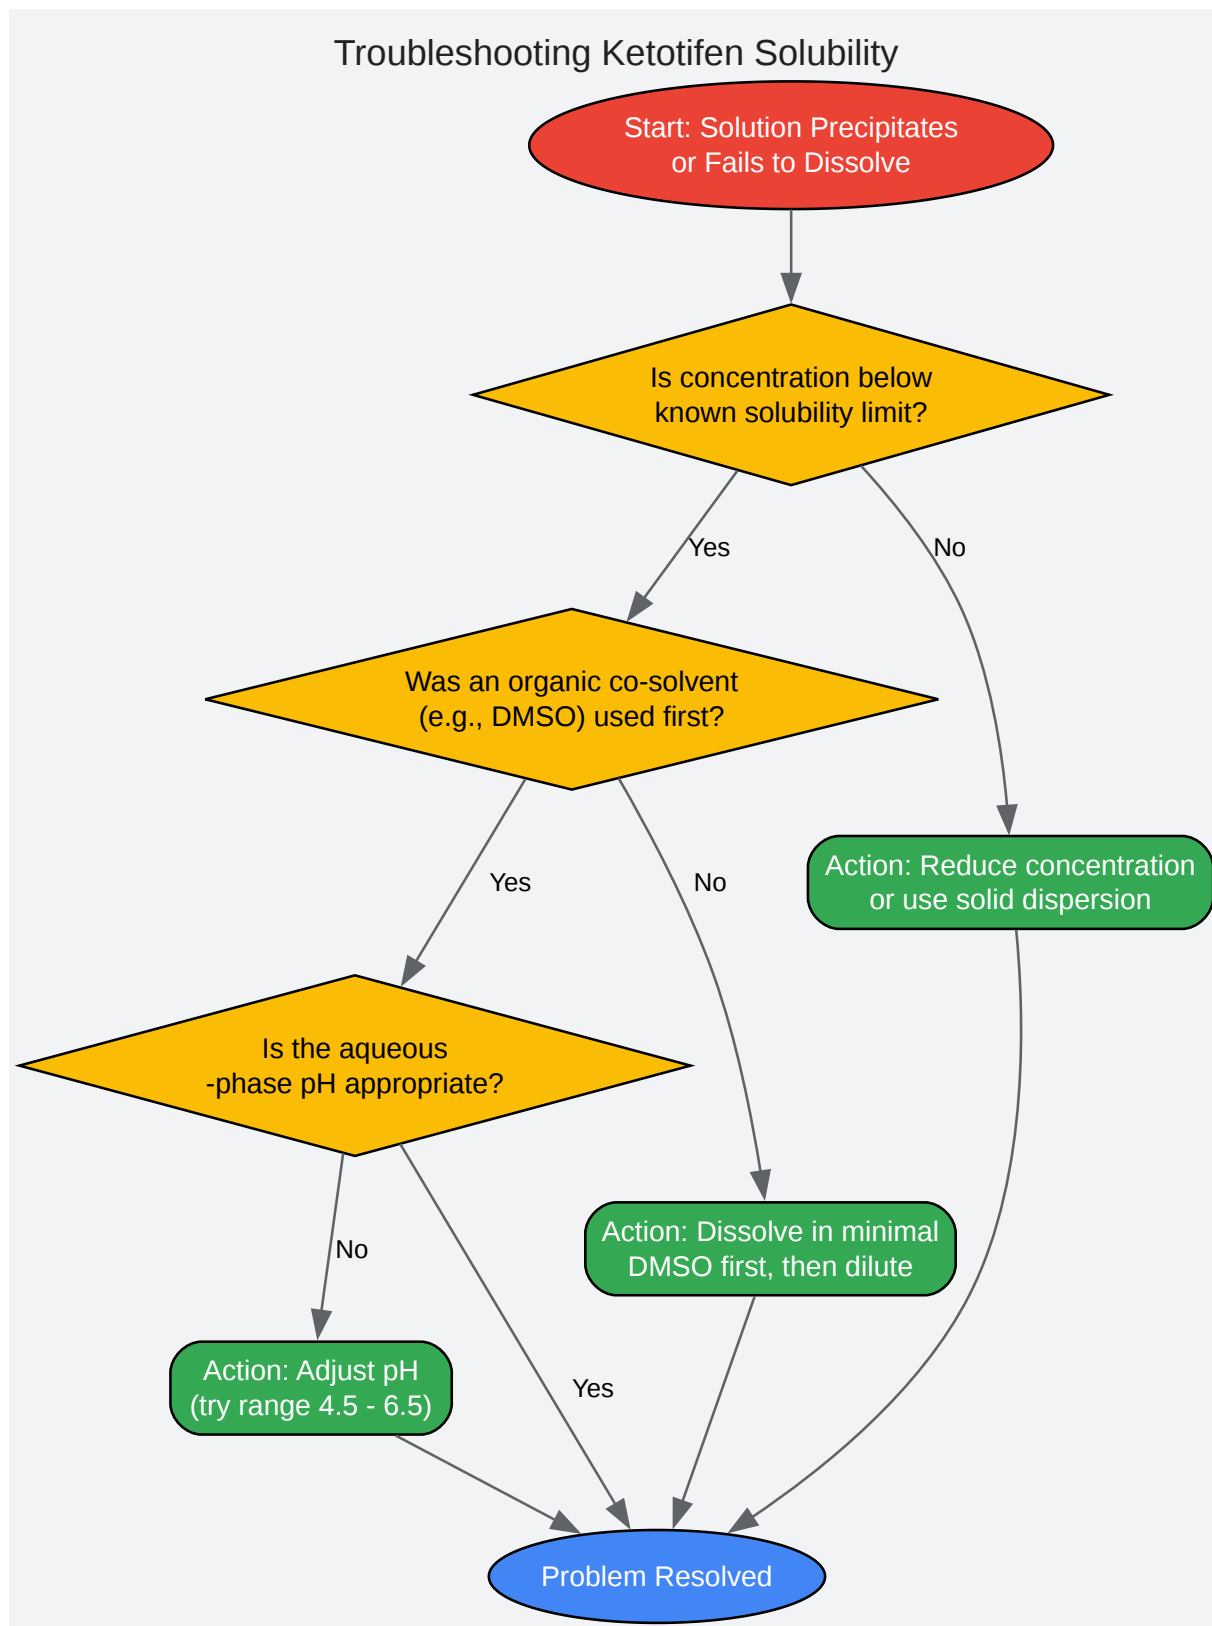 Troubleshooting Ketotifen Solubility
Start: Solution Precipitates
or Fails to Dissolve
Is concentration below
known solubility limit?
Yes
No
Was an organic co-solvent
(e.g., DMSO) used first?
Yes
No
Action: Reduce concentration
or use solid dispersion
Is the aqueous
-phase pH appropriate?
No
Yes
Action: Dissolve in minimal
DMSO first, then dilute
Action: Adjust pH
(try range 4.5 - 6.5)
Problem Resolved